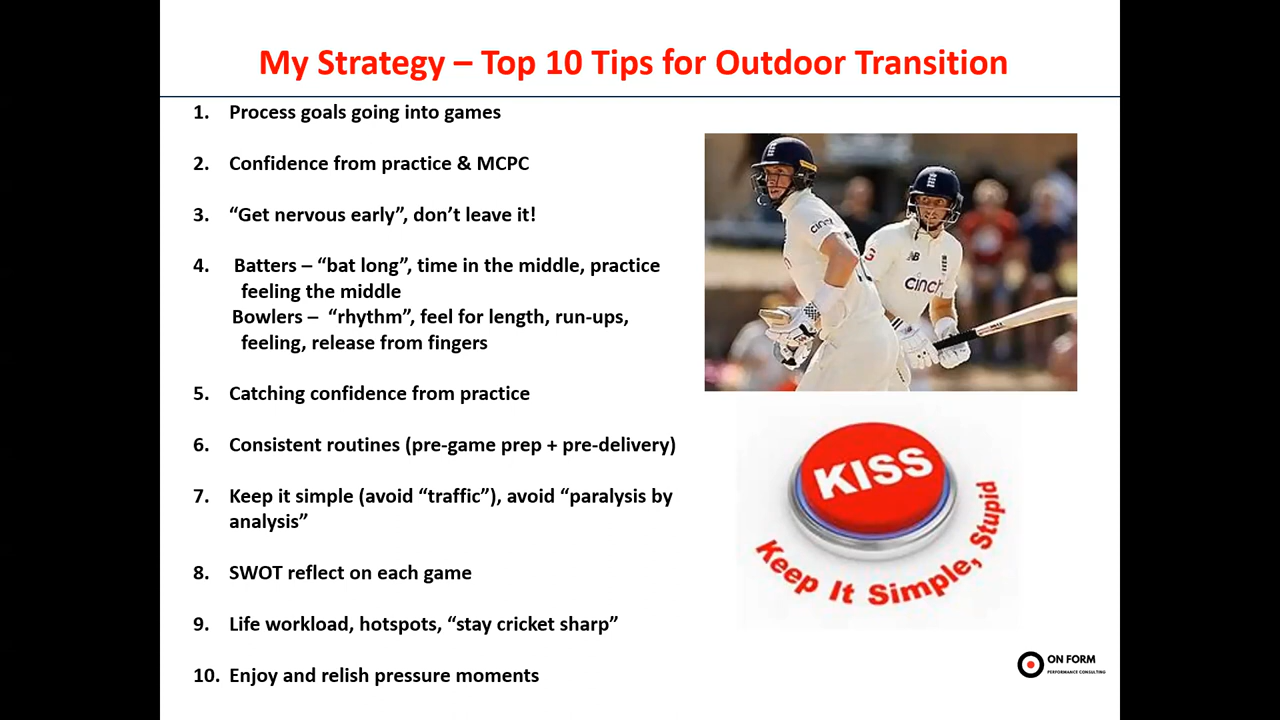 My Strategy – Top 10 Tips for Outdoor Transition
1. Process goals going into games
2. Confidence from practice & MCPC
3. “Get nervous early”, don’t leave it!
4. Batters – “bat long”, time in the middle, practice
feeling the middle
Bowlers – “rhythm”, feel for length, run-ups,
feeling, release from fingers
5. Catching confidence from practice
6. Consistent routines (pre-game prep + pre-delivery)
7. Keep it simple (avoid “traffic”), avoid “paralysis by
analysis”
8. SWOT reflect on each game
9. Life workload, hotspots, “stay cricket sharp”
10. Enjoy and relish pressure moments
cinch
NB
cinch
KISS
Keep It Simple, Stupid
ON FORM
PERFORMANCE CONSULTING